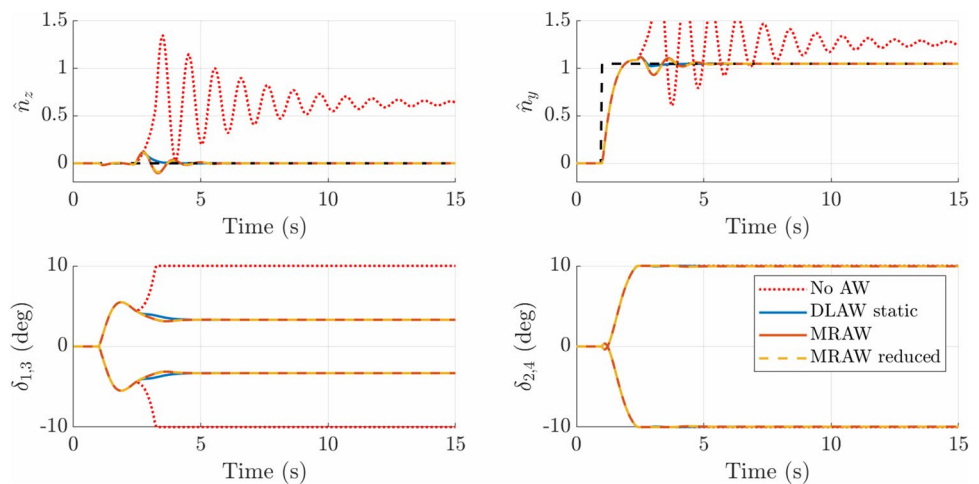 1.5
1
0.5
0
n̂z
0 5 10 15
Time (s)
1.5
1
0.5
0
n̂y
0 5 10 15
Time (s)
10
0
-10
δ1,3 (deg)
0 5 10 15
Time (s)
10
0
-10
δ2,4 (deg)
0 5 10 15
Time (s)
No AW
DLAW static
MRAW
MRAW reduced